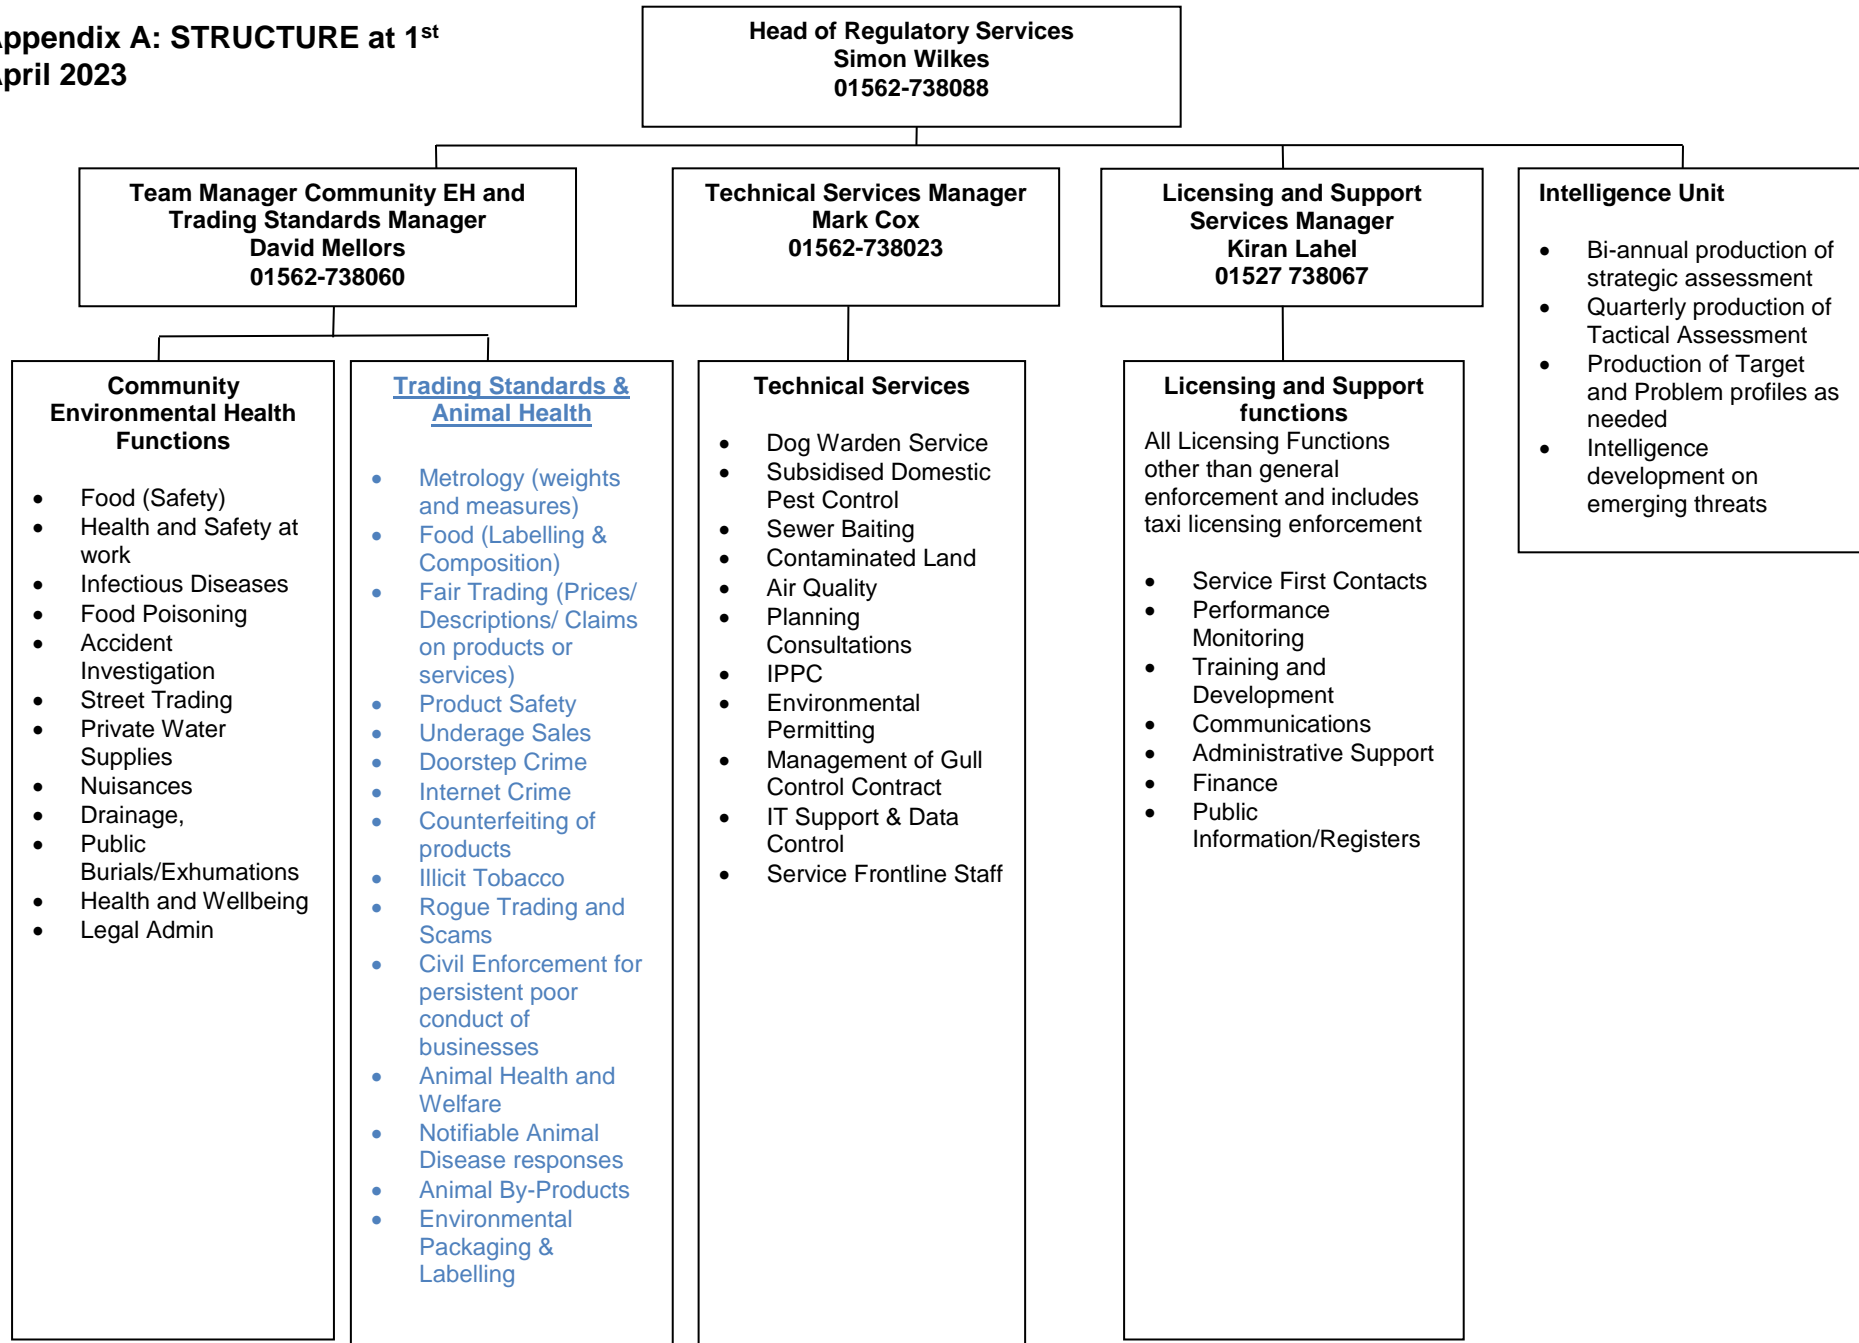 ppendix A: STRUCTURE at 1st
pril 2023
Head of Regulatory Services
Simon Wilkes
01562-738088
Team Manager Community EH and
Trading Standards Manager
David Mellors
01562-738060
Technical Services Manager
Mark Cox
01562-738023
Licensing and Support
Services Manager
Kiran Lahel
01527 738067
Intelligence Unit
• Bi-annual production of
strategic assessment
• Quarterly production of
Tactical Assessment
• Production of Target
and Problem profiles as
needed
• Intelligence
development on
emerging threats
Community
Environmental Health
Functions
• Food (Safety)
• Health and Safety at
work
• Infectious Diseases
• Food Poisoning
• Accident
Investigation
• Street Trading
• Private Water
Supplies
• Nuisances
• Drainage,
• Public
Burials/Exhumations
• Health and Wellbeing
• Legal Admin
Trading Standards &
Animal Health
• Metrology (weights
and measures)
• Food (Labelling &
Composition)
• Fair Trading (Prices/
Descriptions/ Claims
on products or
services)
• Product Safety
• Underage Sales
• Doorstep Crime
• Internet Crime
• Counterfeiting of
products
• Illicit Tobacco
• Rogue Trading and
Scams
• Civil Enforcement for
persistent poor
conduct of
businesses
• Animal Health and
Welfare
• Notifiable Animal
Disease responses
• Animal By-Products
• Environmental
Packaging &
Labelling
Technical Services
• Dog Warden Service
• Subsidised Domestic
Pest Control
• Sewer Baiting
• Contaminated Land
• Air Quality
• Planning
Consultations
• IPPC
• Environmental
Permitting
• Management of Gull
Control Contract
• IT Support & Data
Control
• Service Frontline Staff
Licensing and Support
functions
All Licensing Functions
other than general
enforcement and includes
taxi licensing enforcement
• Service First Contacts
• Performance
Monitoring
• Training and
Development
• Communications
• Administrative Support
• Finance
• Public
Information/Registers